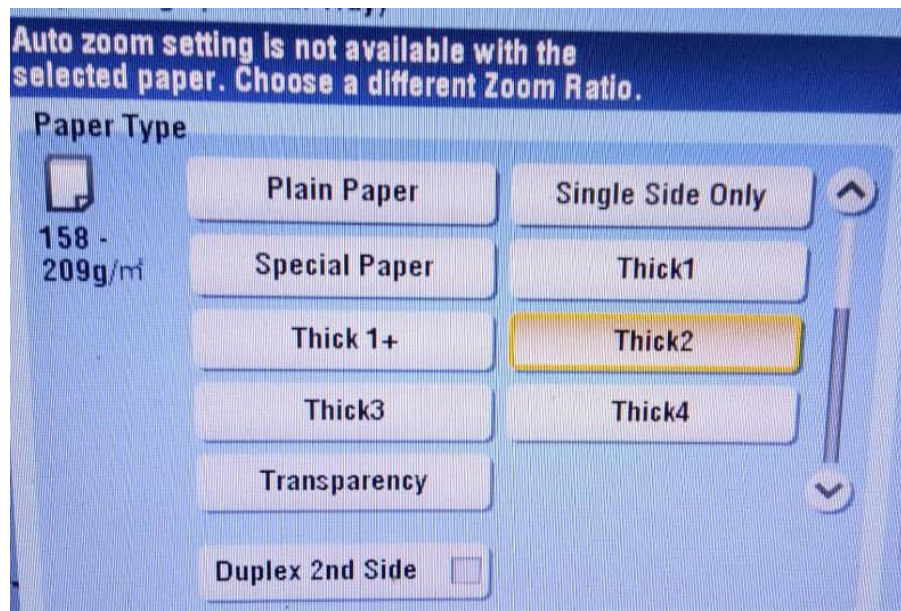 Auto zoom setting is not available with the
selected paper. Choose a different Zoom Ratio.
Paper Type
158 -
209g/㎡
Plain Paper
Single Side Only
Special Paper
Thick1
Thick 1+
Thick2
Thick3
Thick4
Transparency
Duplex 2nd Side